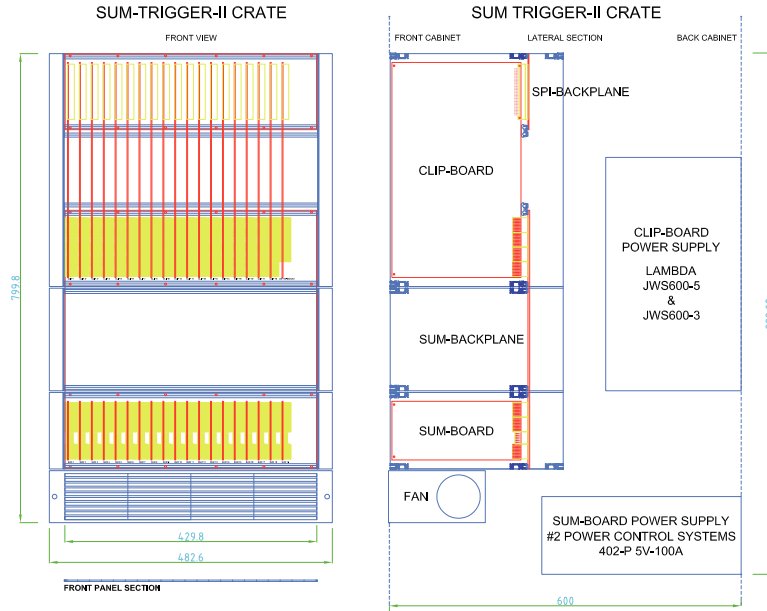 SUM-TRIGGER-II CRATE
FRONT VIEW
799.8
429.8
482.6
FRONT PANEL SECTION
SUM TRIGGER-II CRATE
FRONT CABINET
LATERAL SECTION
BACK CABINET
SPI-BACKPLANE
CLIP-BOARD
CLIP-BOARD
POWER SUPPLY
LAMBDA
JWS600-5
&
JWS600-3
SUM-BACKPLANE
SUM-BOARD
FAN
SUM-BOARD POWER SUPPLY
#2 POWER CONTROL SYSTEMS
402-P 5V-100A
600